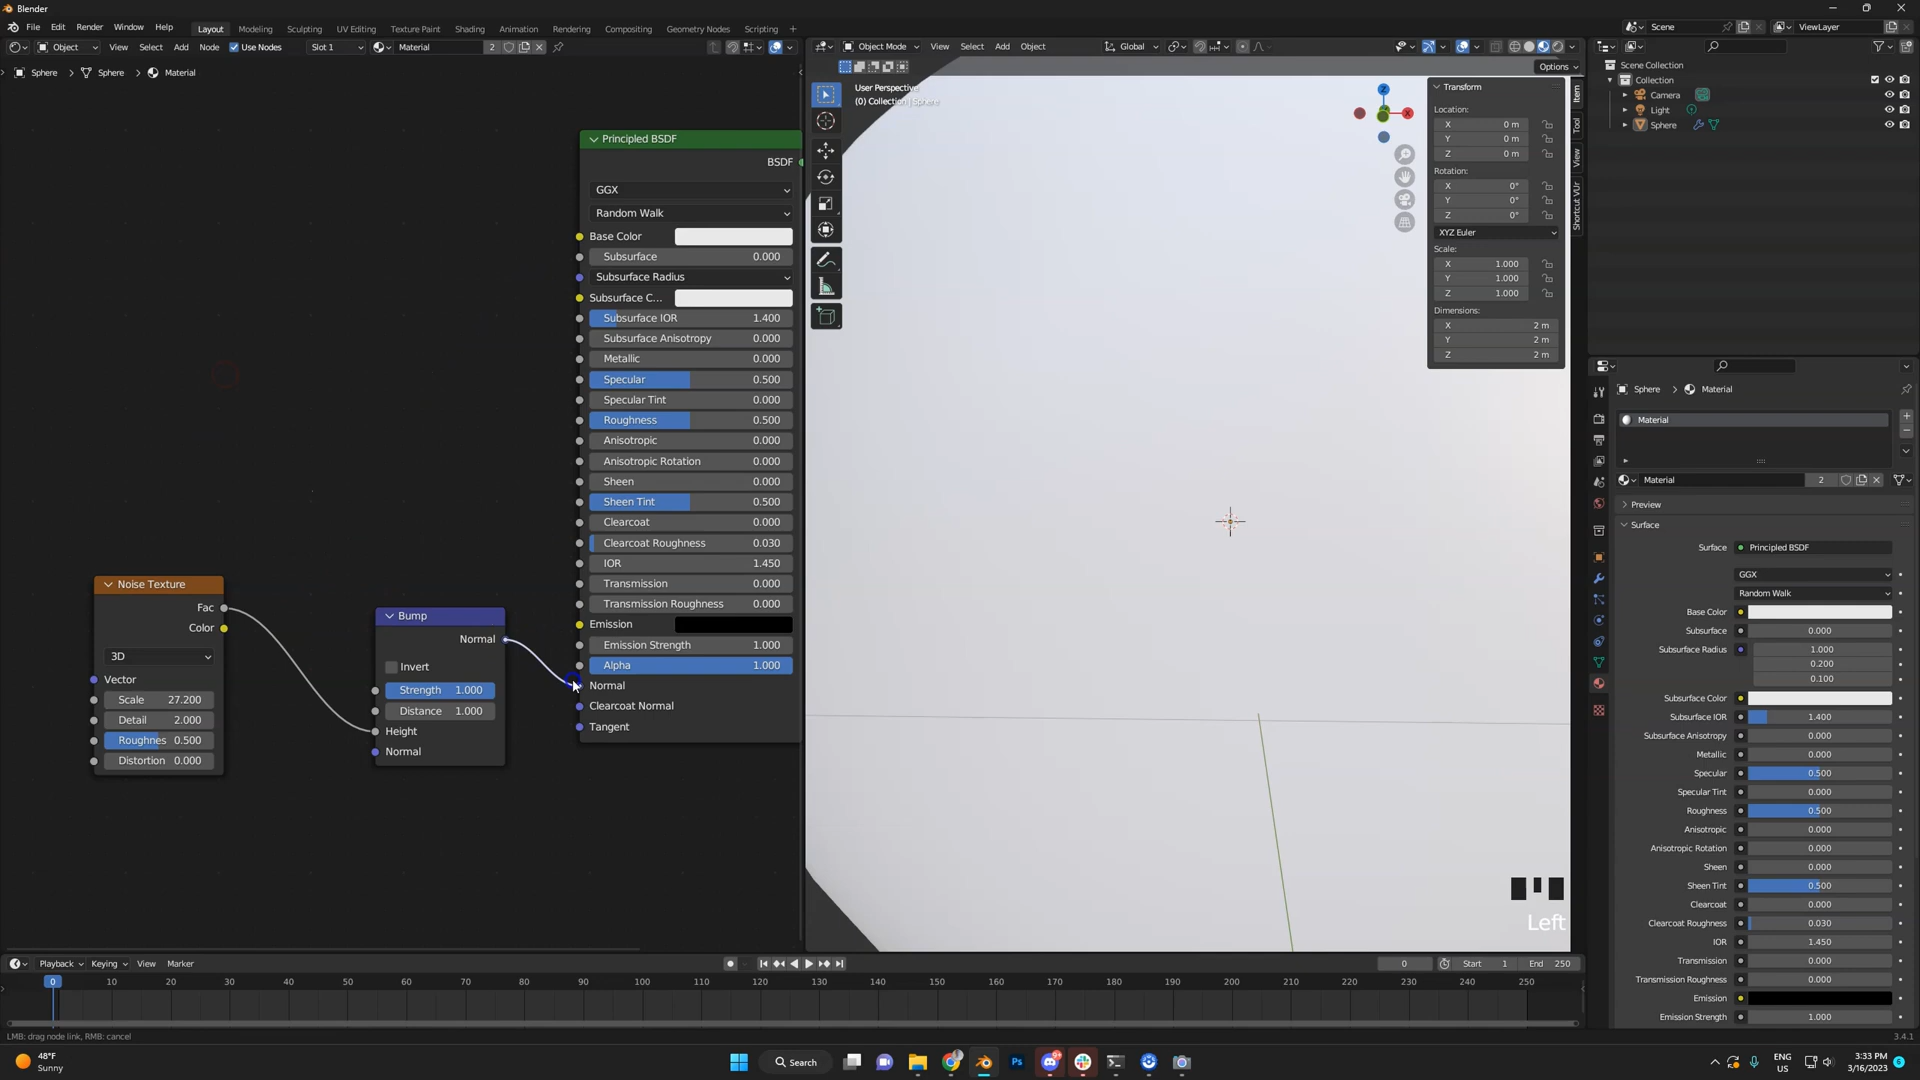 Blender
File Edit Render Window Help
Layout Modeling Sculpting UV Editing Texture Paint Shading Animation Rendering Compositing Geometry Nodes Scripting +
Scene
ViewLayer
Object View Select Add Node Use Nodes Slot 1 Material 2
Object Mode View Select Add Object Global
Options
Sphere > Sphere > Material
User Perspective
(0) Collection | Sphere
Z
X
Transform
Location:
X 0 m
Y 0 m
Z 0 m
Rotation:
X 0°
Y 0°
Z 0°
XYZ Euler
Scale:
X 1.000
Y 1.000
Z 1.000
Dimensions:
X 2 m
Y 2 m
Z 2 m
Item
Tool
View
Shortcut VUr
Scene Collection
Collection
Camera
Light
Sphere
Principled BSDF
BSDF
GGX
Random Walk
Base Color
Subsurface 0.000
Subsurface Radius
Subsurface C...
Subsurface IOR 1.400
Subsurface Anisotropy 0.000
Metallic 0.000
Specular 0.500
Specular Tint 0.000
Roughness 0.500
Anisotropic 0.000
Anisotropic Rotation 0.000
Sheen 0.000
Sheen Tint 0.500
Clearcoat 0.000
Clearcoat Roughness 0.030
IOR 1.450
Transmission 0.000
Transmission Roughness 0.000
Emission
Emission Strength 1.000
Alpha 1.000
Normal
Clearcoat Normal
Tangent
Noise Texture
Fac
Color
3D
Vector
Scale 27.200
Detail 2.000
Roughnes 0.500
Distortion 0.000
Bump
Normal
Invert
Strength 1.000
Distance 1.000
Height
Normal
Left
Sphere > Material
Material
Material 2
Preview
Surface
Surface Principled BSDF
GGX
Random Walk
Base Color
Subsurface 0.000
Subsurface Radius 1.000
0.200
0.100
Subsurface Color
Subsurface IOR 1.400
Subsurface Anisotropy 0.000
Metallic 0.000
Specular 0.500
Specular Tint 0.000
Roughness 0.500
Anisotropic 0.000
Anisotropic Rotation 0.000
Sheen 0.000
Sheen Tint 0.500
Clearcoat 0.000
Clearcoat Roughness 0.030
IOR 1.450
Transmission 0.000
Transmission Roughness 0.000
Emission
Emission Strength 1.000
Playback Keying View Marker
0 Start 1 End 250
0 10 20 30 40 50 60 70 80 90 100 110 120 130 140 150 160 170 180 190 200 210 220 230 240 250
LMB: drag node link, RMB: cancel
3.4.1
48°F
Sunny
Search
Ps
ENG
US
3:33 PM
3/16/2023
6